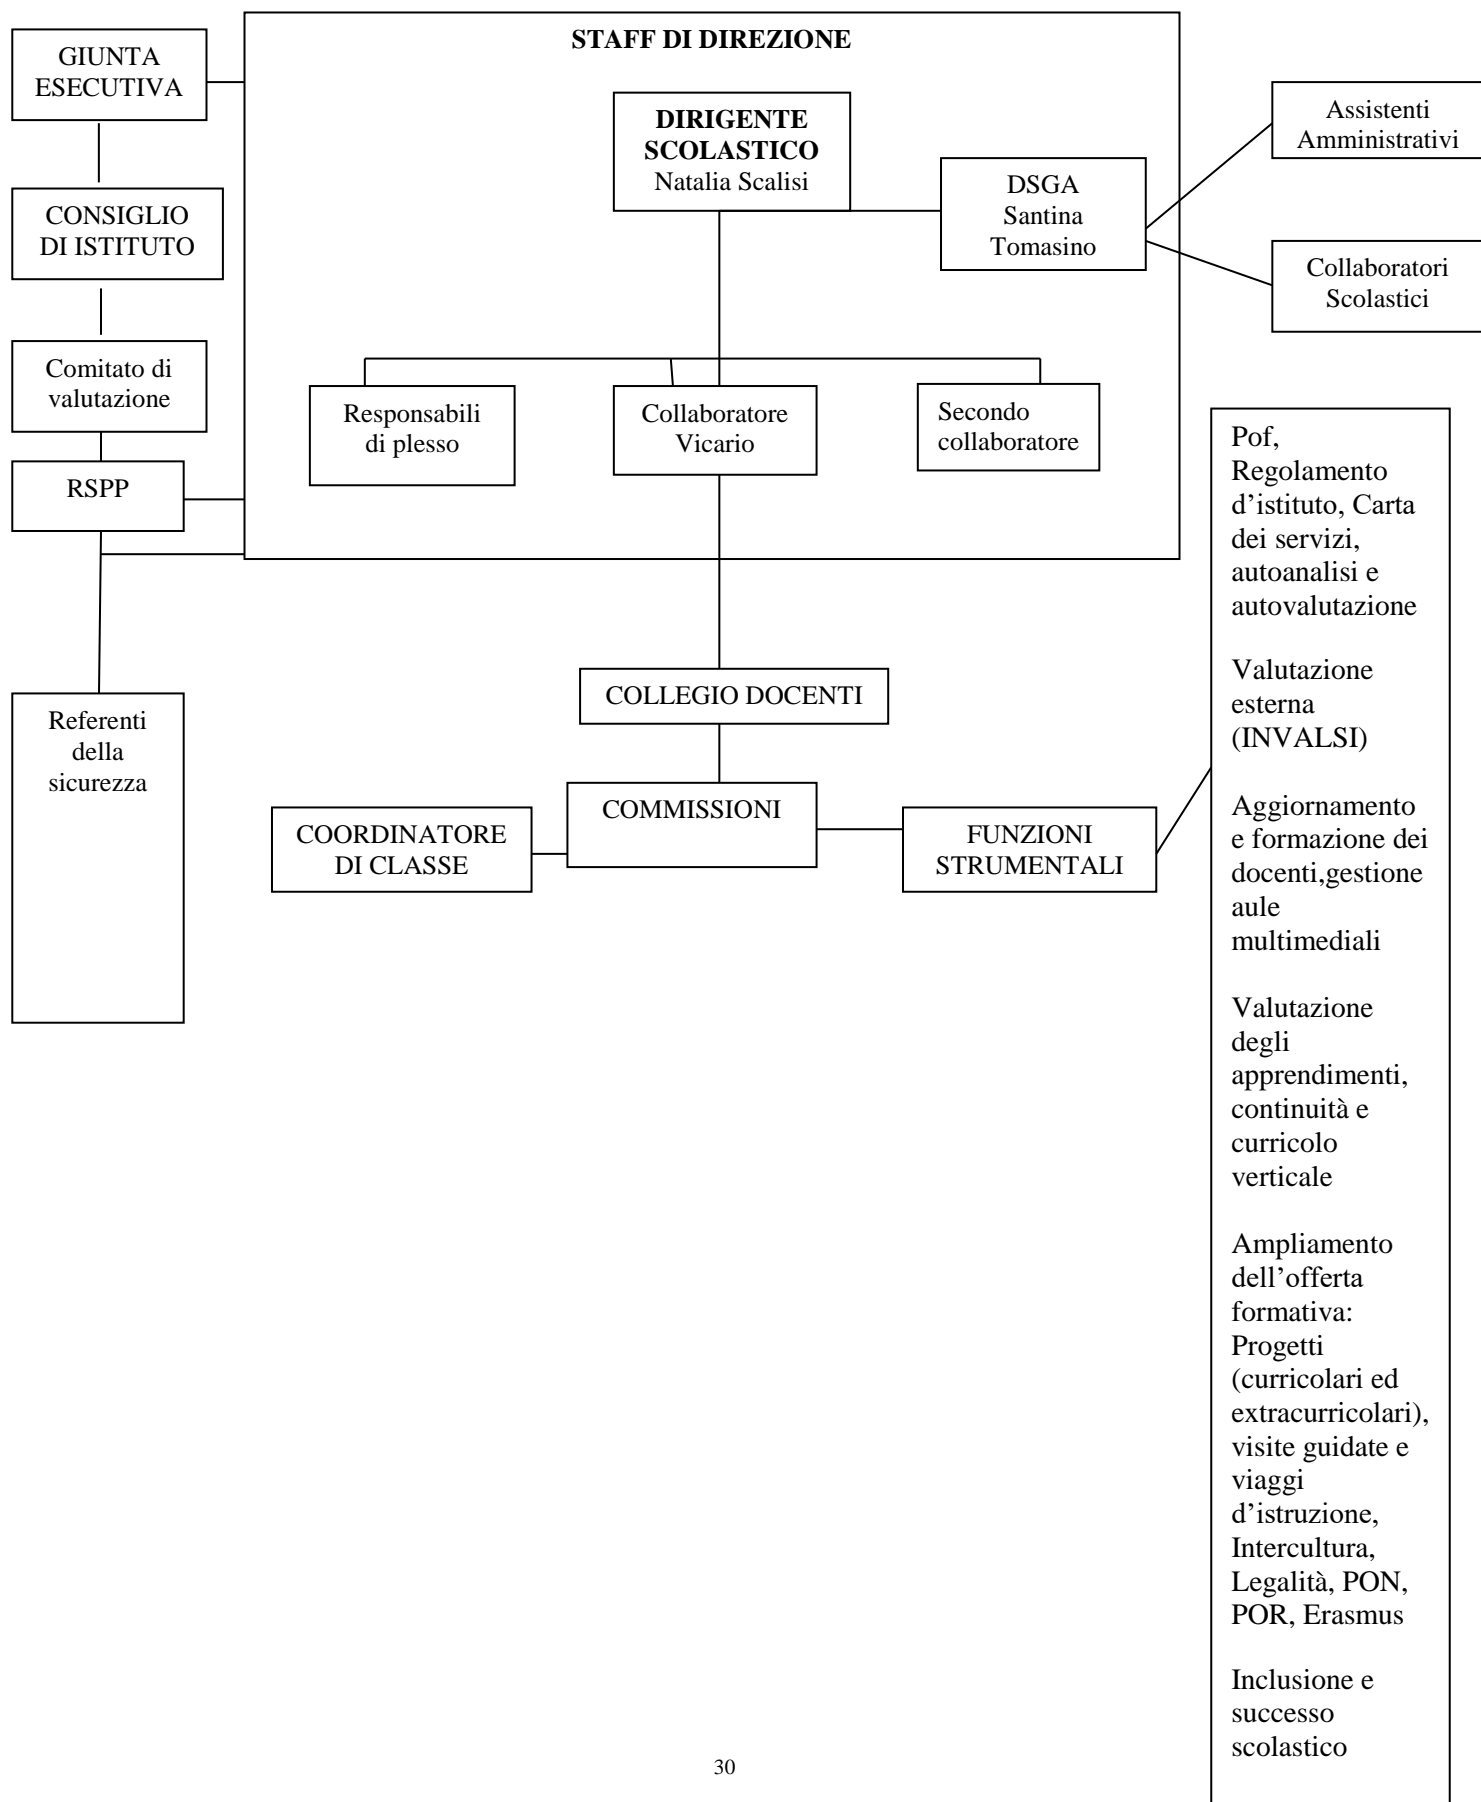 STAFF DI DIREZIONE
GIUNTA
ESECUTIVA
DIRIGENTE
SCOLASTICO
Natalia Scalisi
Assistenti
Amministrativi
DSGA
Santina
Tomasino
CONSIGLIO
DI ISTITUTO
Collaboratori
Scolastici
Comitato di
valutazione
Responsabili
di plesso
Collaboratore
Vicario
Secondo
collaboratore
RSPP
Referenti
della
sicurezza
COLLEGIO DOCENTI
COMMISSIONI
COORDINATORE
DI CLASSE
FUNZIONI
STRUMENTALI
Pof,
Regolamento
d’istituto, Carta
dei servizi,
autoanalisi e
autovalutazione
Valutazione
esterna
(INVALSI)
Aggiornamento
e formazione dei
docenti,gestione
aule
multimediali
Valutazione
degli
apprendimenti,
continuità e
curricolo
verticale
Ampliamento
dell’offerta
formativa:
Progetti
(curricolari ed
extracurricolari),
visite guidate e
viaggi
d’istruzione,
Intercultura,
Legalità, PON,
POR, Erasmus
Inclusione e
successo
scolastico
30